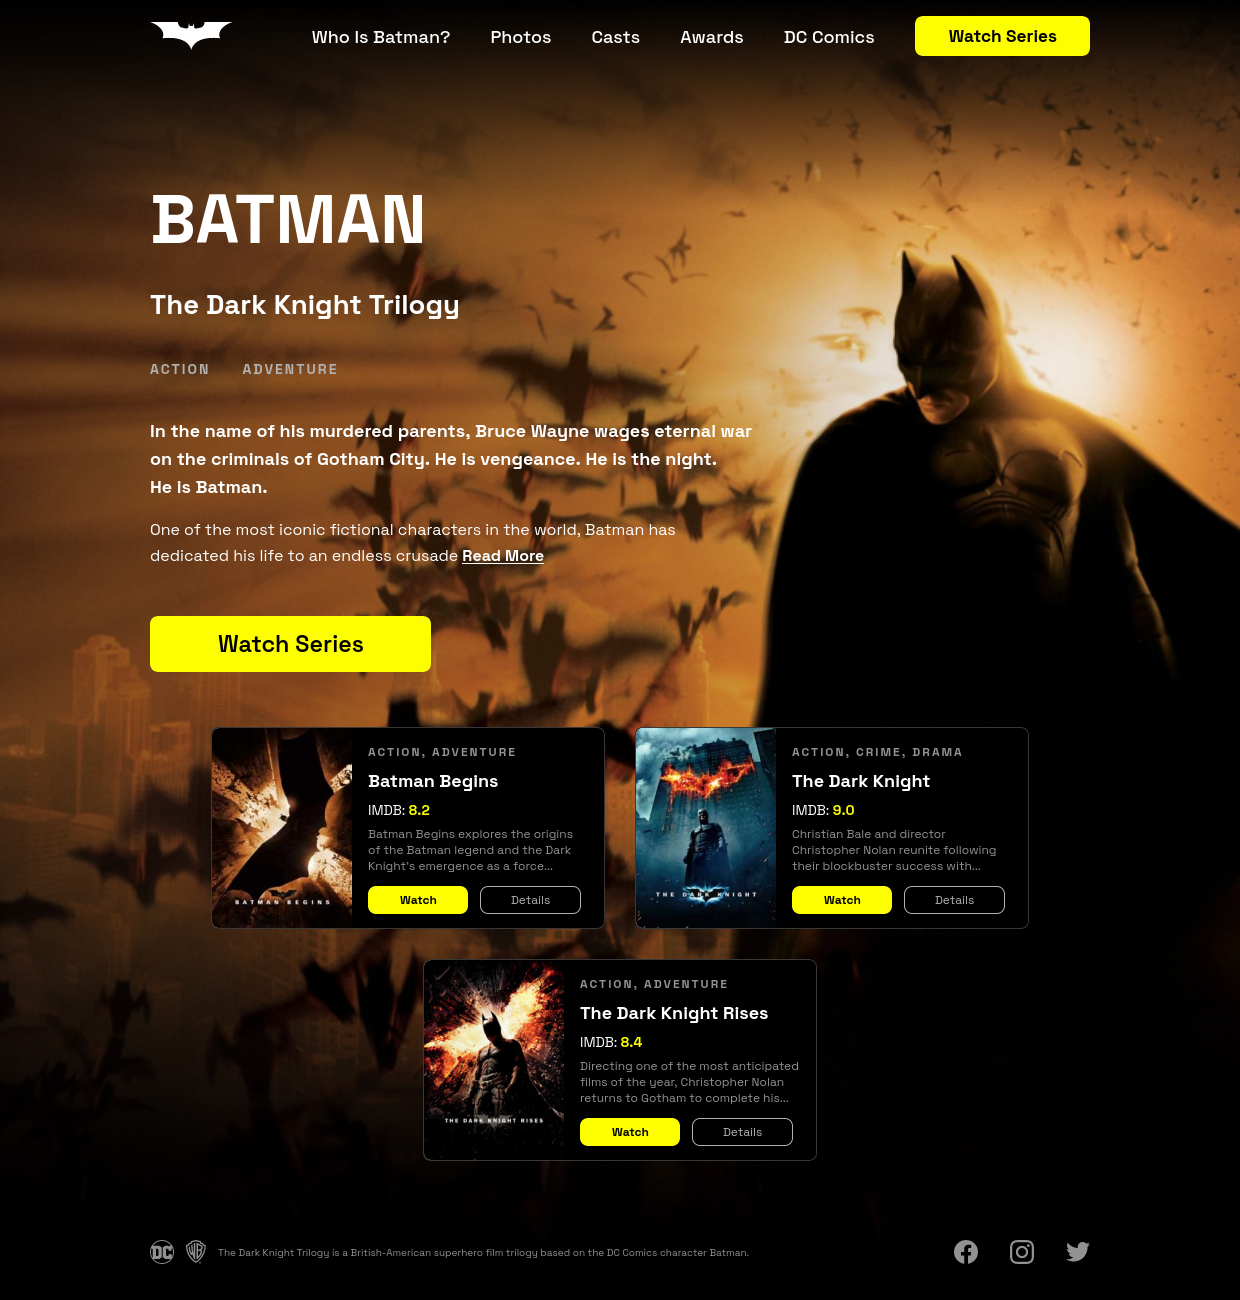 Who Is Batman? Photos Casts Awards DC Comics Watch Series
BATMAN
The Dark Knight Trilogy
ACTION ADVENTURE
In the name of his murdered parents, Bruce Wayne wages eternal war
on the criminals of Gotham City. He is vengeance. He is the night.
He is Batman.
One of the most iconic fictional characters in the world, Batman has
dedicated his life to an endless crusade Read More
Watch Series
BATMAN BEGINS
ACTION, ADVENTURE
Batman Begins
IMDB: 8.2
Batman Begins explores the origins
of the Batman legend and the Dark
Knight's emergence as a force...
Watch Details
THE DARK KNIGHT
ACTION, CRIME, DRAMA
The Dark Knight
IMDB: 9.0
Christian Bale and director
Christopher Nolan reunite following
their blockbuster success with...
Watch Details
THE DARK KNIGHT RISES
ACTION, ADVENTURE
The Dark Knight Rises
IMDB: 8.4
Directing one of the most anticipated
films of the year, Christopher Nolan
returns to Gotham to complete his...
Watch Details
DC WB The Dark Knight Trilogy is a British-American superhero film trilogy based on the DC Comics character Batman.